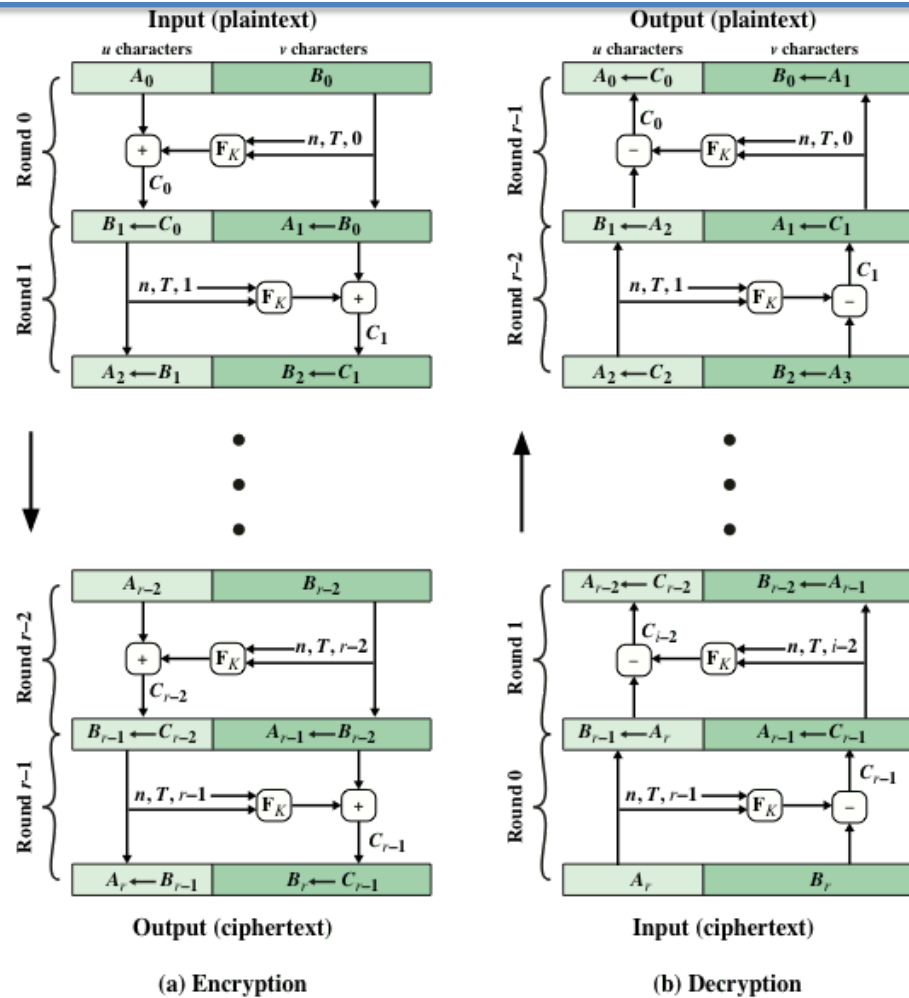 Input (plaintext)
u characters v characters
A0 B0
Round 0
n, T, 0
FK
+
C0
B1 ← C0 A1 ← B0
Round 1
n, T, 1
FK
+
C1
A2 ← B1 B2 ← C1
Ar–2 Br–2
Round r–2
n, T, r–2
FK
+
Cr–2
Br–1 ← Cr–2 Ar–1 ← Br–2
Round r–1
n, T, r–1
FK
+
Cr–1
Ar ← Br–1 Br ← Cr–1
Output (ciphertext)
(a) Encryption
Output (plaintext)
u characters v characters
A0 ← C0 B0 ← A1
Round r–1
C0
n, T, 0
FK
–
B1 ← A2 A1 ← C1
Round r–2
C1
n, T, 1
FK
–
A2 ← C2 B2 ← A3
Ar–2 ← Cr–2 Br–2 ← Ar–1
Round 1
Ci–2
n, T, i–2
FK
–
Br–1 ← Ar Ar–1 ← Cr–1
Round 0
Cr–1
n, T, r–1
FK
–
Ar Br
Input (ciphertext)
(b) Decryption